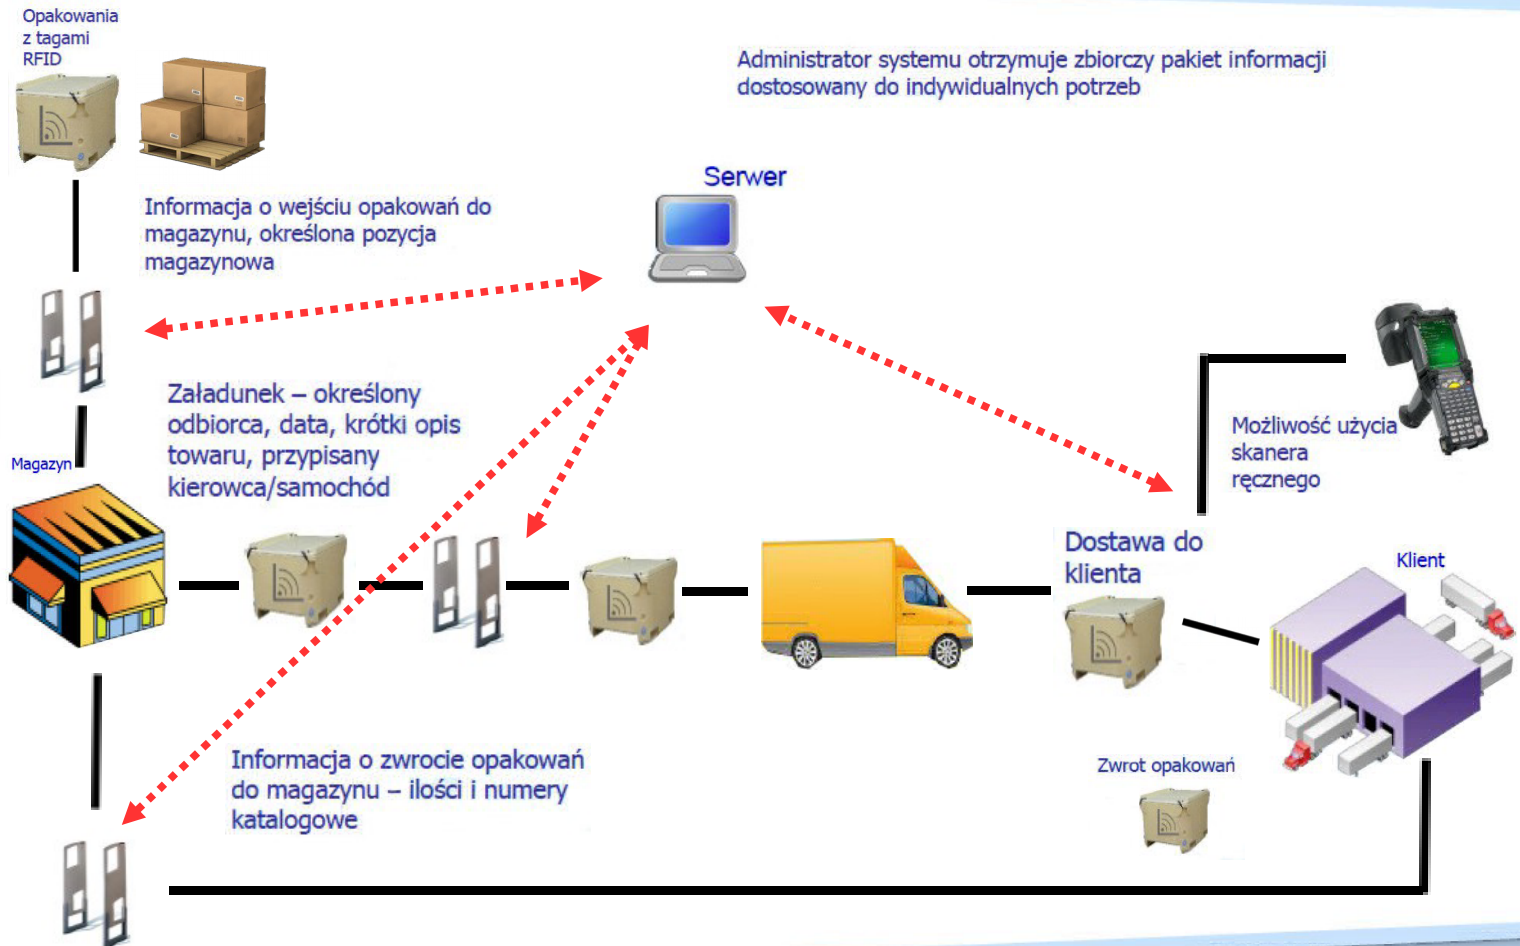 Opakowania
z tagami
RFID
Administrator systemu otrzymuje zbiorczy pakiet informacji
dostosowany do indywidualnych potrzeb
Serwer
Informacja o wejściu opakowań do
magazynu, określona pozycja
magazynowa
Załadunek – określony
odbiorca, data, krótki opis
towaru, przypisany
kierowca/samochód
Magazyn
Możliwość użycia
skanera
ręcznego
Dostawa do
klienta
Klient
Informacja o zwrocie opakowań
do magazynu – ilości i numery
katalogowe
Zwrot opakowań